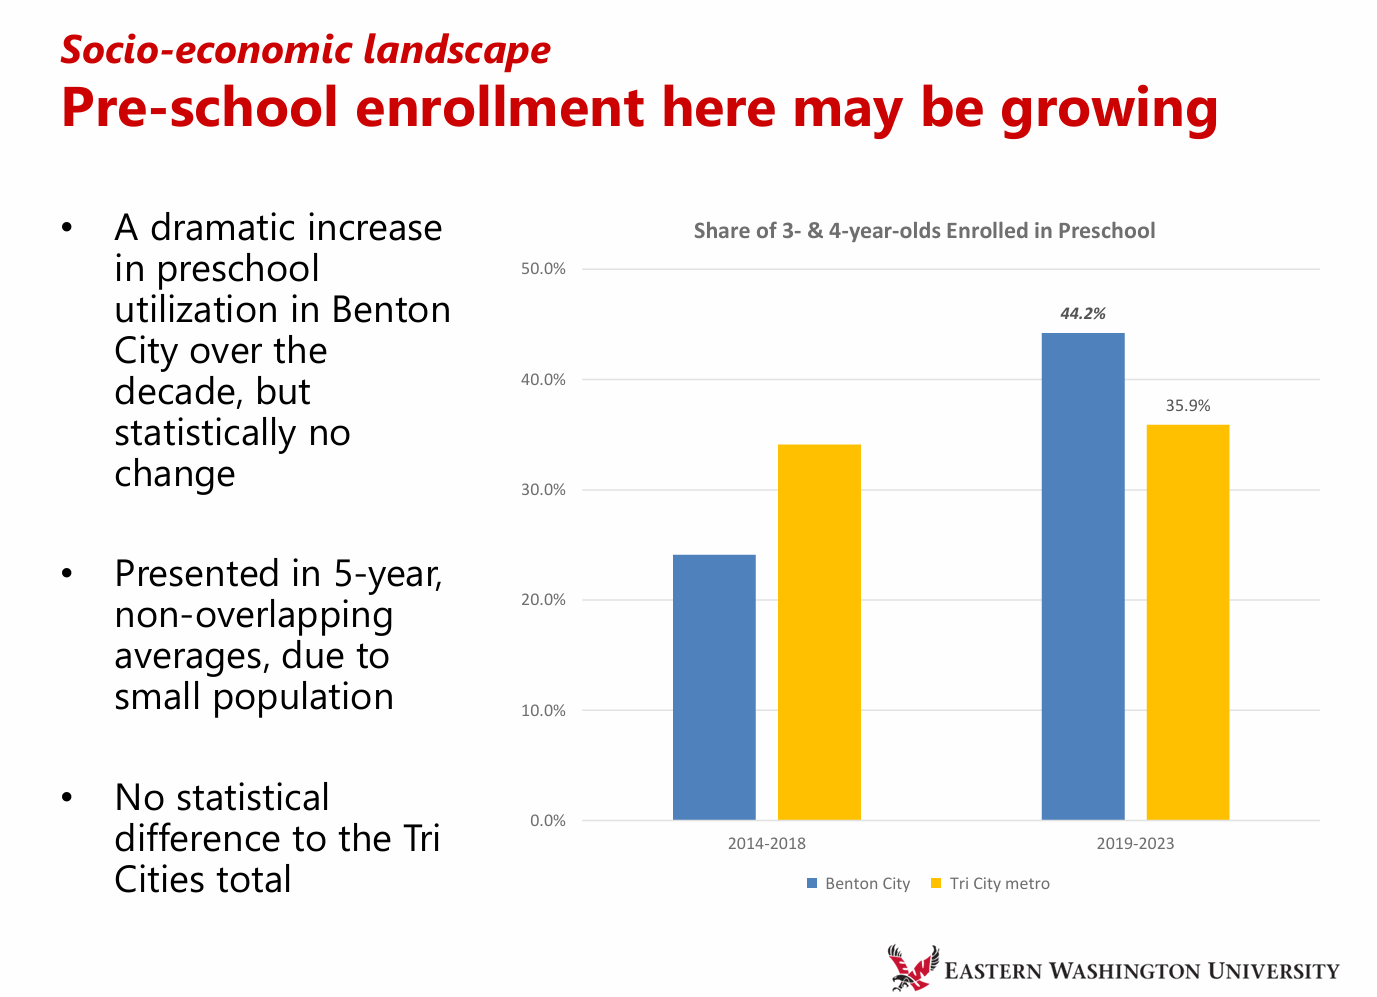 Socio-economic landscape
Pre-school enrollment here may be growing
• A dramatic increase
in preschool
utilization in Benton
City over the
decade, but
statistically no
change
• Presented in 5-year,
non-overlapping
averages, due to
small population
• No statistical
difference to the Tri
Cities total
Share of 3- & 4-year-olds Enrolled in Preschool
50.0%
40.0%
30.0%
20.0%
10.0%
0.0%
44.2%
35.9%
2014-2018
2019-2023
Benton City
Tri City metro
EASTERN WASHINGTON UNIVERSITY